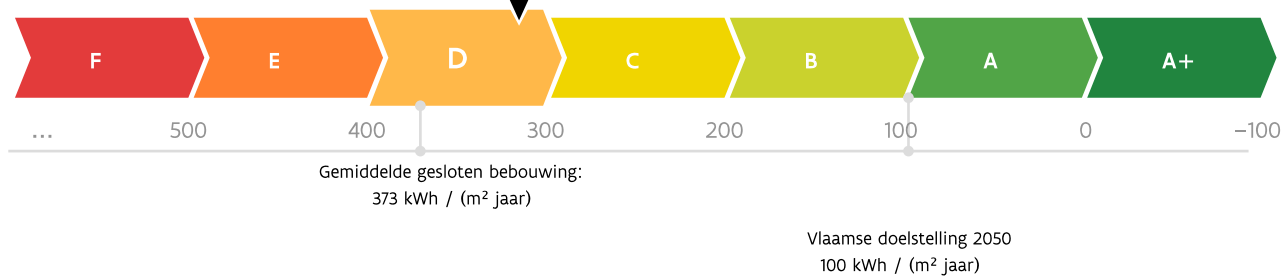 F E D C B A A+
... 500 400 300 200 100 0 −100
Gemiddelde gesloten bebouwing:
373 kWh / (m² jaar)
Vlaamse doelstelling 2050
100 kWh / (m² jaar)